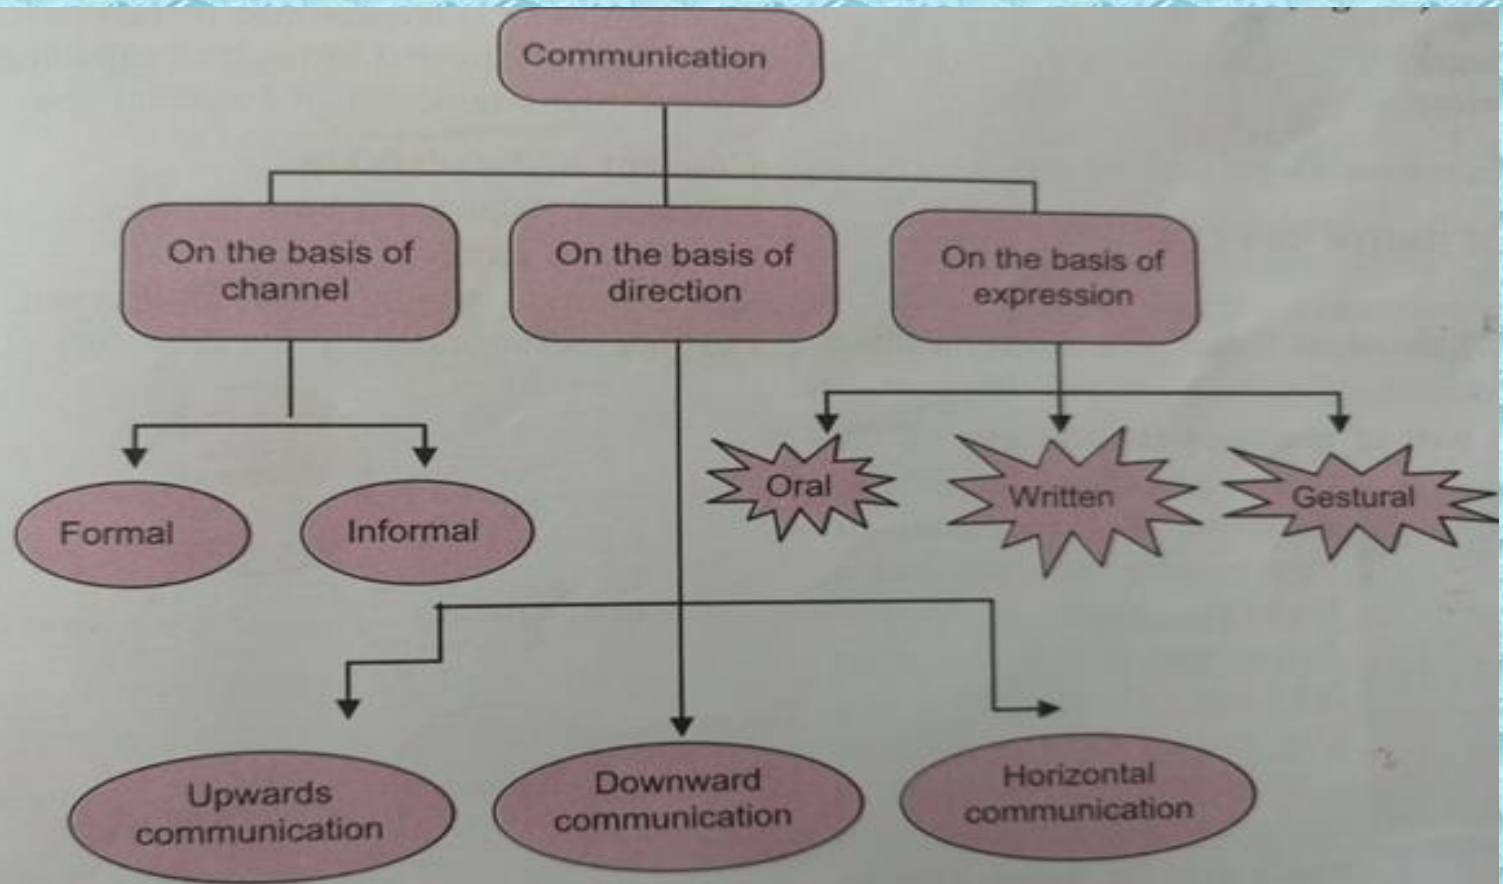 Communication
On the basis of
channel
On the basis of
direction
On the basis of
expression
Oral
Written
Gestural
Formal
Informal
Upwards
communication
Downward
communication
Horizontal
communication